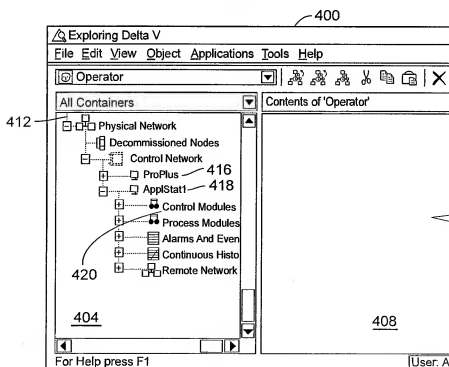 400
Exploring Delta V
File Edit View Object Applications Tools Help
Operator
All Containers
Contents of 'Operator'
412
Physical Network
Decommissioned Nodes
Control Network
ProPlus 416
ApplStat1 418
Control Modules
Process Modules
Alarms And Even
420
Continuous Histo
Remote Network
404
408
For Help press F1
User: A